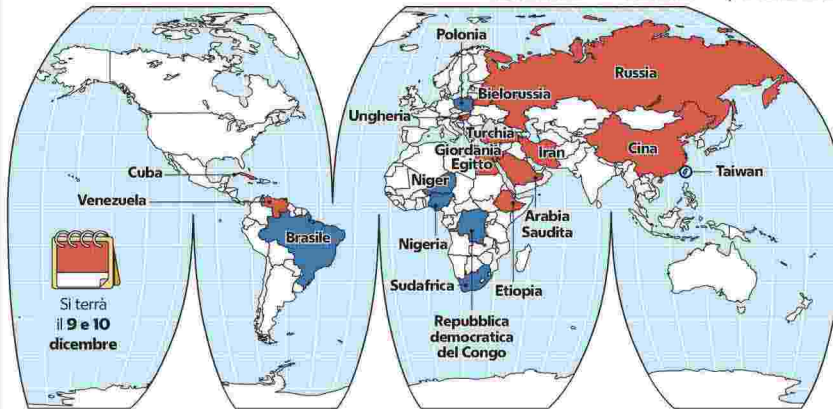 Polonia
Russia
Bielorussia
Ungheria
Turchia
Giordania
Iran
Cina
Egitto
Cuba
Taiwan
Niger
Venezuela
Arabia
Saudita
Brasile
Nigeria
Sudafrica
Etiopia
Si terrà
il 9 e 10
dicembre
Repubblica
democratica
del Congo